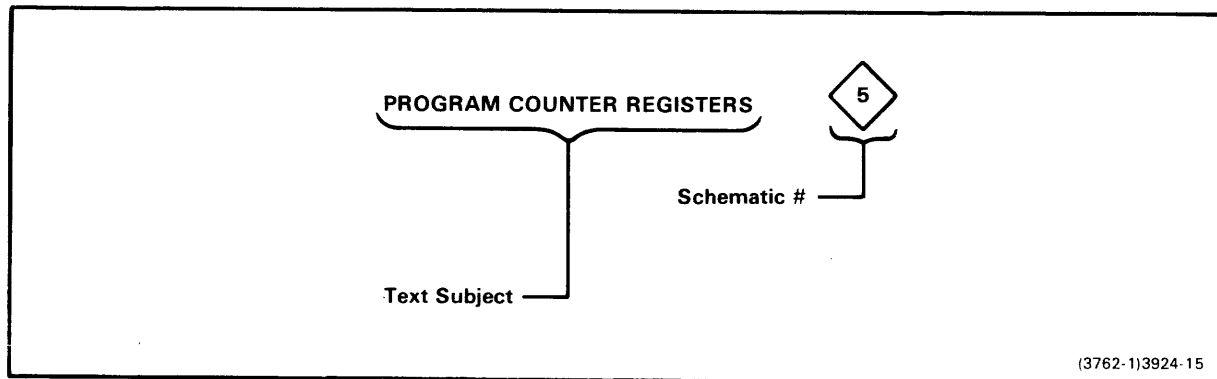 PROGRAM COUNTER REGISTERS
5
Schematic #
Text Subject
(3762-1)3924-15